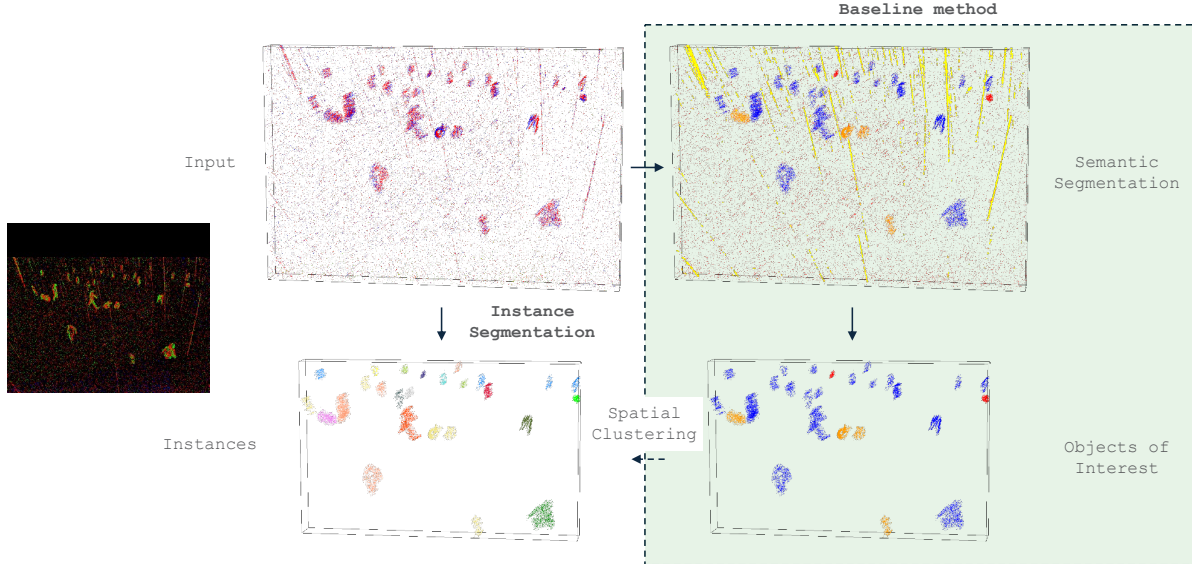 Baseline method
Input
Semantic
Segmentation
Instance
Segmentation
Spatial
Clustering
Instances
Objects of
Interest